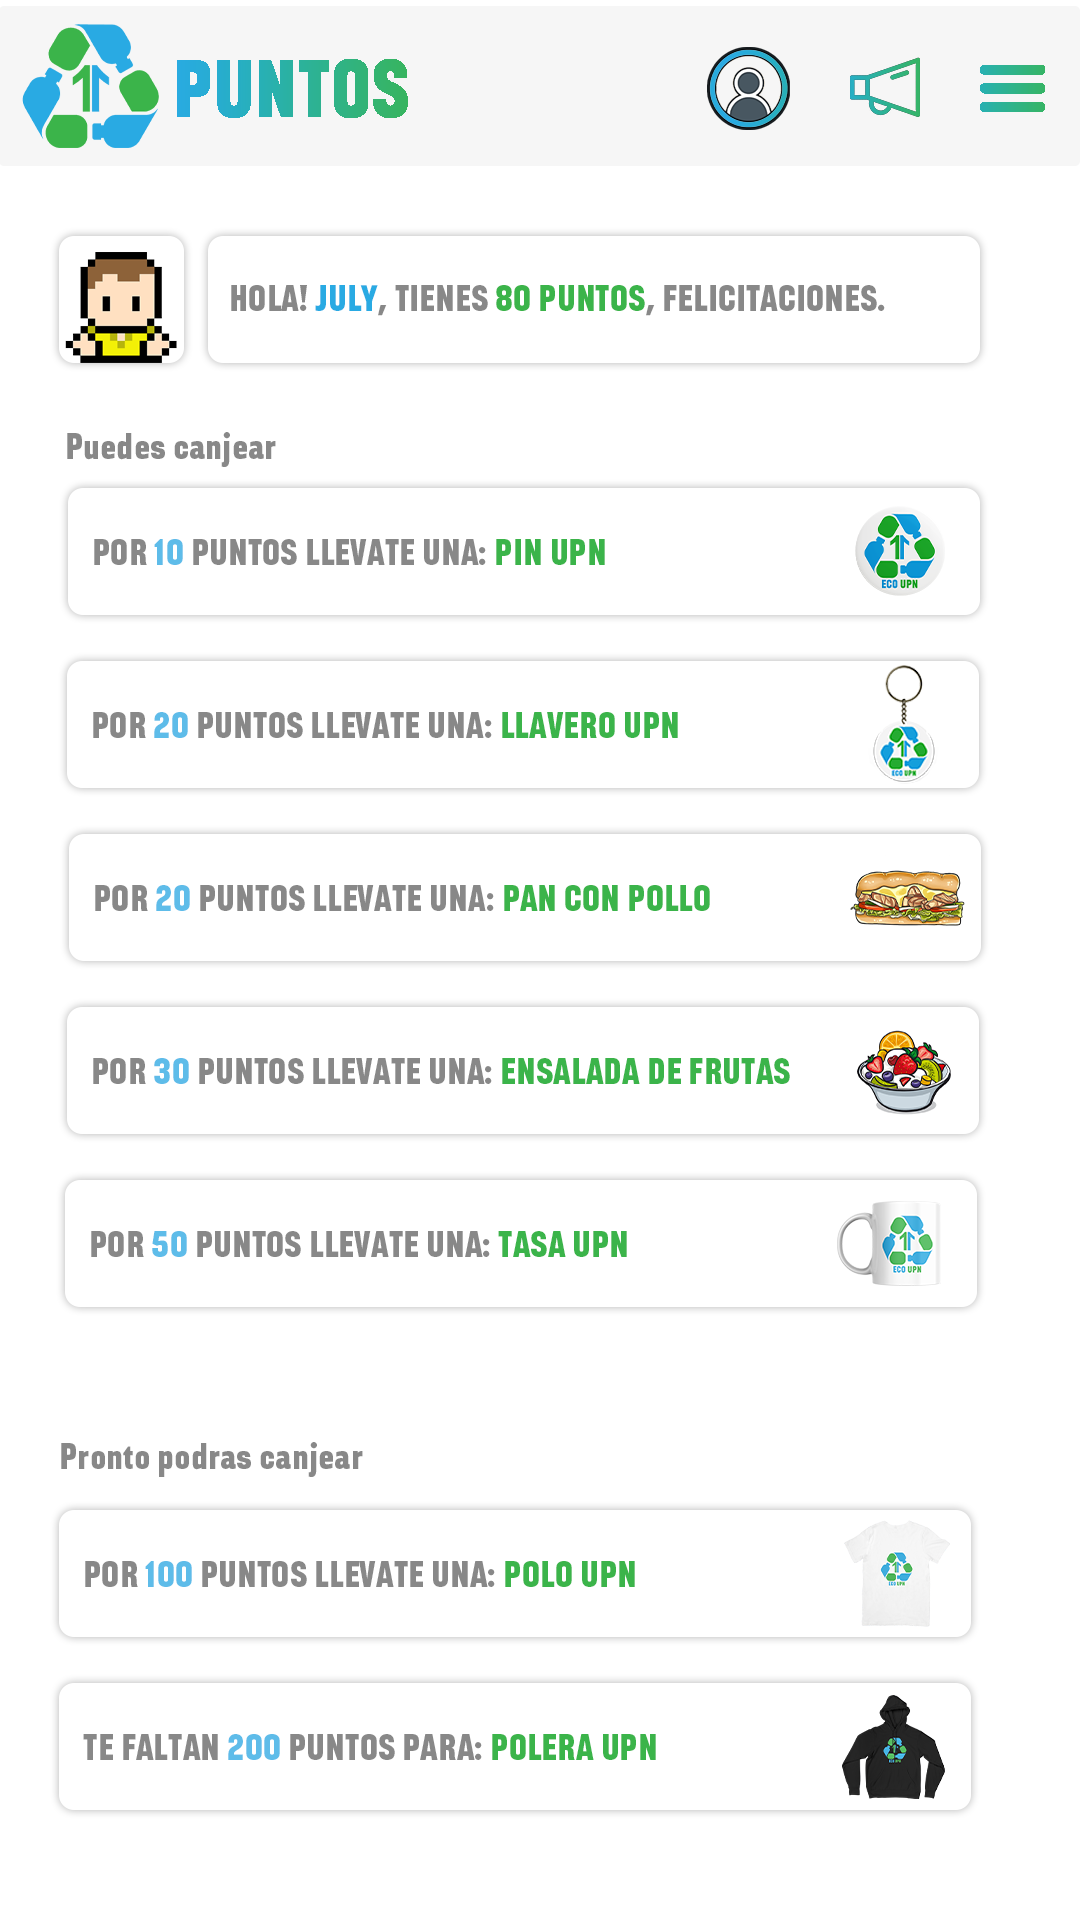 PUNTOS
HOLA! JULY, TIENES 80 PUNTOS, FELICITACIONES.
Puedes canjear
POR 10 PUNTOS LLEVATE UNA: PIN UPN
ECO UPN
POR 20 PUNTOS LLEVATE UNA: LLAVERO UPN
ECO UPN
POR 20 PUNTOS LLEVATE UNA: PAN CON POLLO
POR 30 PUNTOS LLEVATE UNA: ENSALADA DE FRUTAS
POR 50 PUNTOS LLEVATE UNA: TASA UPN
ECO UPN
Pronto podras canjear
POR 100 PUNTOS LLEVATE UNA: POLO UPN
ECO UPN
TE FALTAN 200 PUNTOS PARA: POLERA UPN
ECO UPN